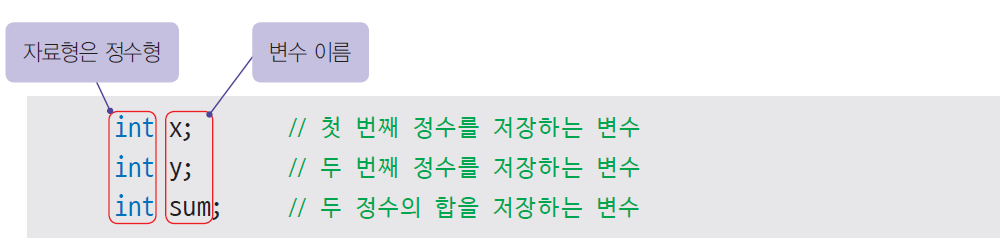 자료형은 정수형
변수 이름
int x; // 첫 번째 정수를 저장하는 변수
int y; // 두 번째 정수를 저장하는 변수
int sum; // 두 정수의 합을 저장하는 변수